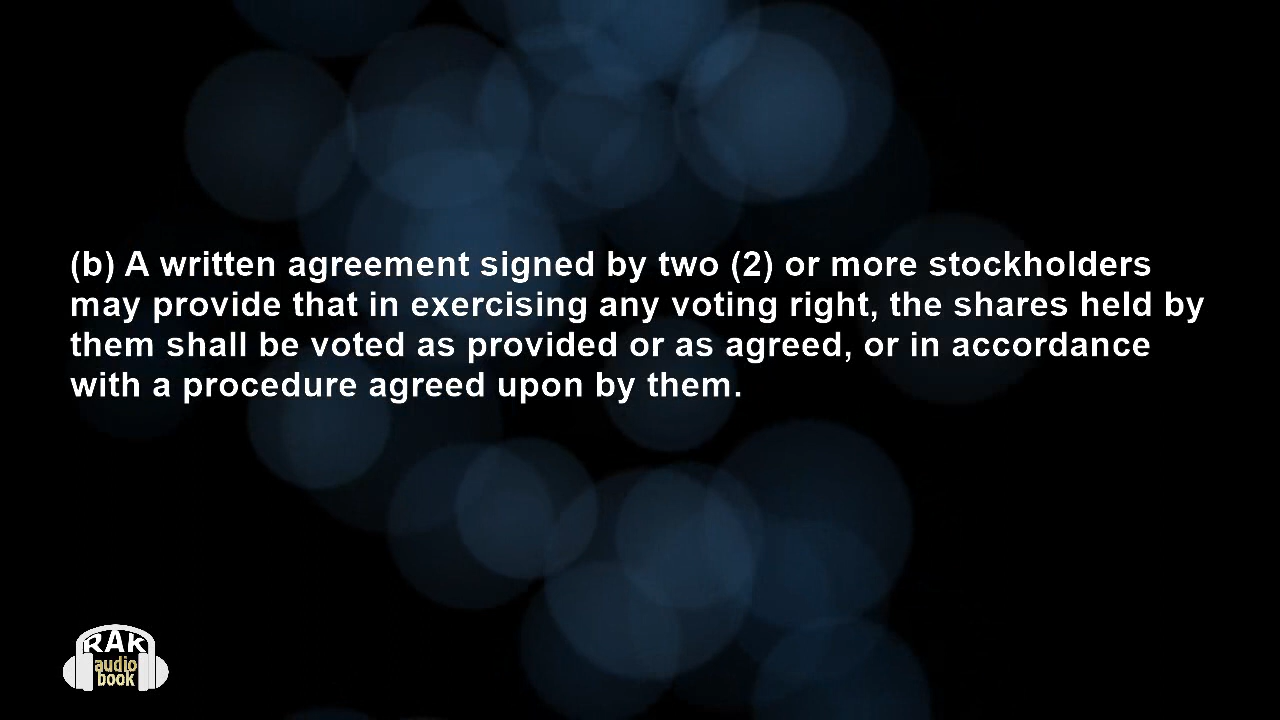 (b) A written agreement signed by two (2) or more stockholders
may provide that in exercising any voting right, the shares held by
them shall be voted as provided or as agreed, or in accordance
with a procedure agreed upon by them.
RAK
audio
book